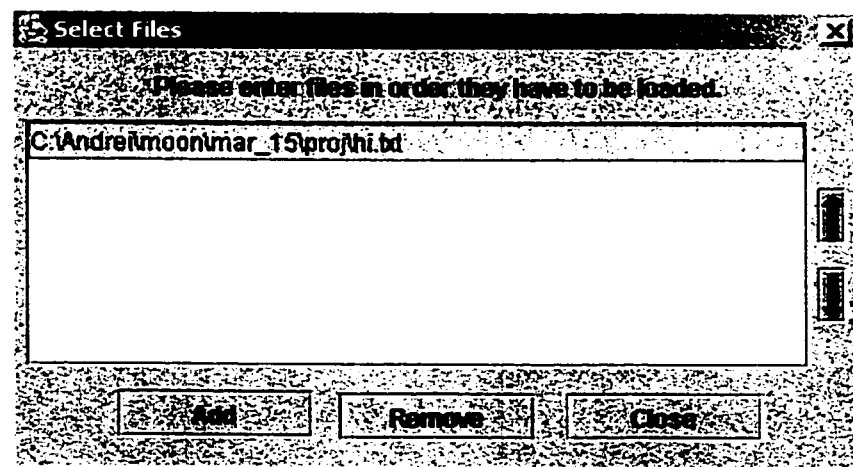 Select Files
Please enter files in order they have to be loaded.
C:\Andrei\moon\mar_15\proj\hi.txt
Add Remove Close